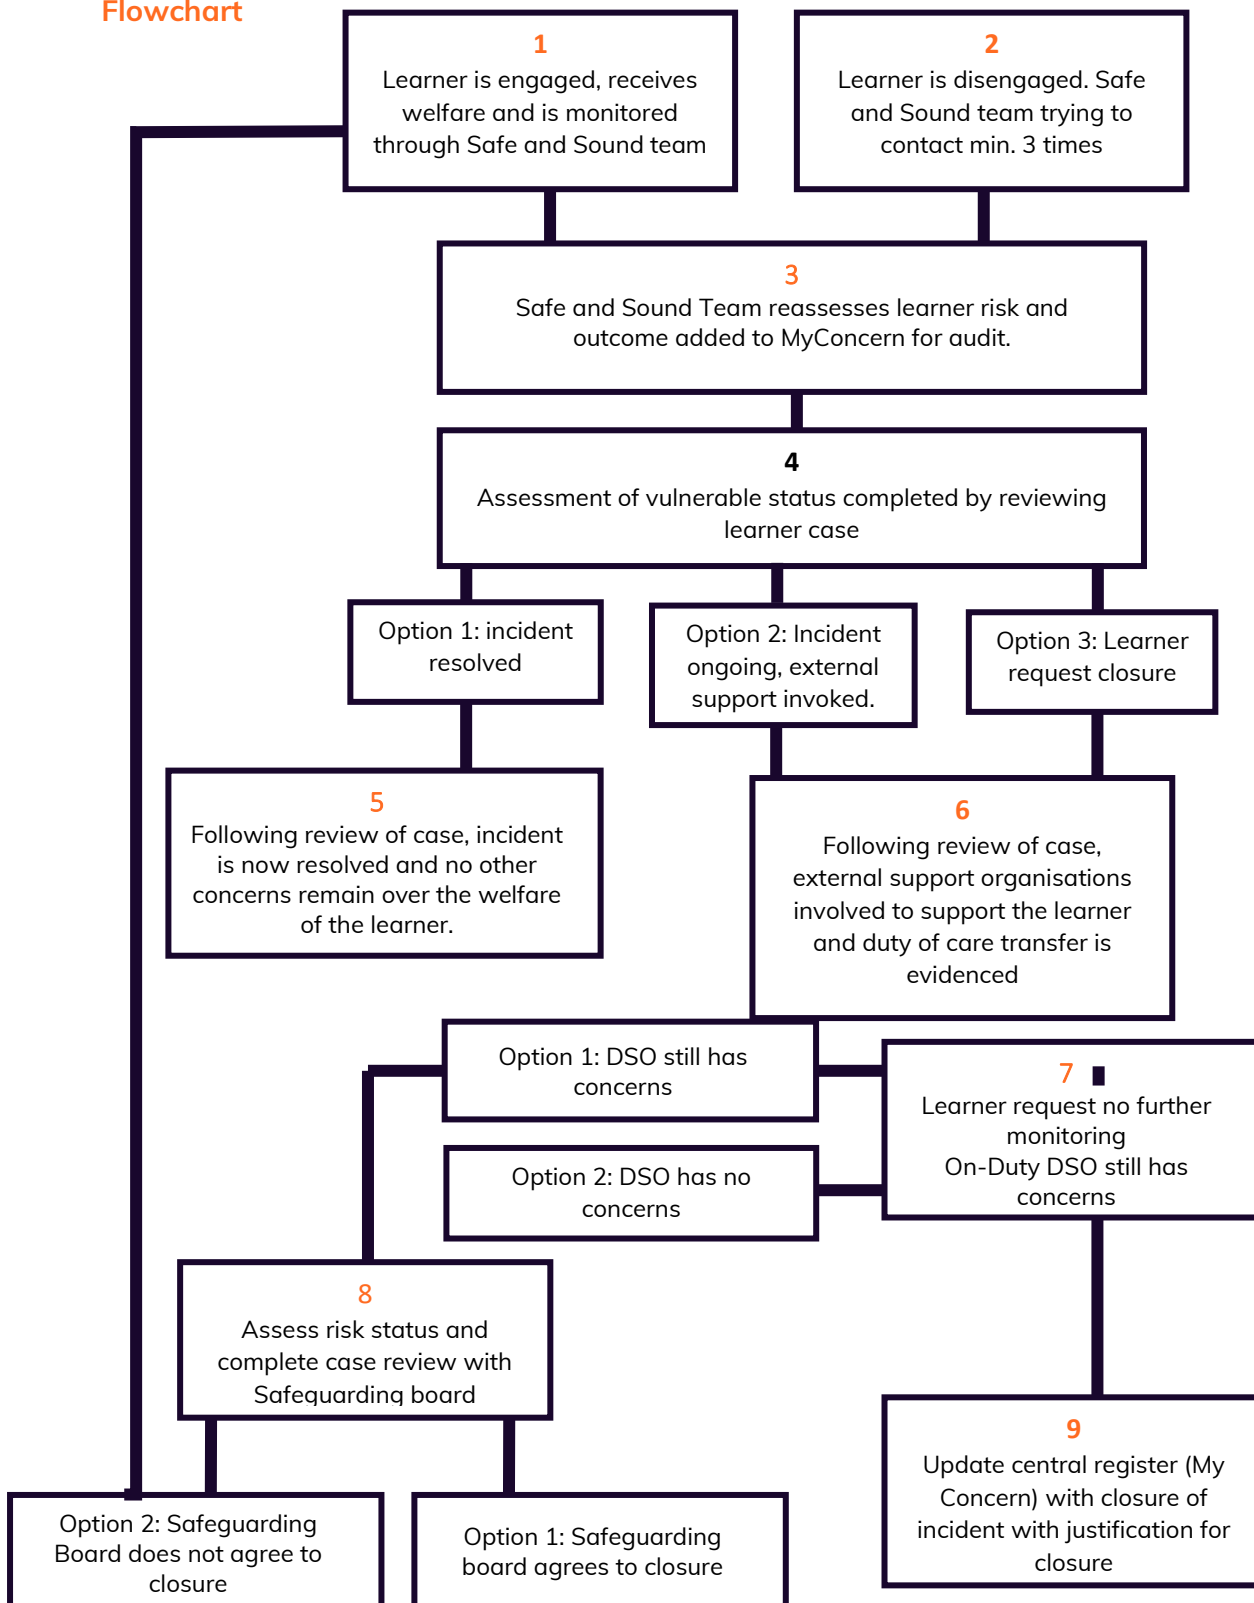 Flowchart
1
Learner is engaged, receives
welfare and is monitored
through Safe and Sound team
2
Learner is disengaged. Safe
and Sound team trying to
contact min. 3 times
3
Safe and Sound Team reassesses learner risk and
outcome added to MyConcern for audit.
4
Assessment of vulnerable status completed by reviewing
learner case
Option 1: incident
resolved
Option 2: Incident
ongoing, external
support invoked.
Option 3: Learner
request closure
5
Following review of case, incident
is now resolved and no other
concerns remain over the welfare
of the learner.
6
Following review of case,
external support organisations
involved to support the learner
and duty of care transfer is
evidenced
Option 1: DSO still has
concerns
Option 2: DSO has no
concerns
7
Learner request no further
monitoring
On-Duty DSO still has
concerns
8
Assess risk status and
complete case review with
Safeguarding board
9
Update central register (My
Concern) with closure of
incident with justification for
closure
Option 2: Safeguarding
Board does not agree to
closure
Option 1: Safeguarding
board agrees to closure